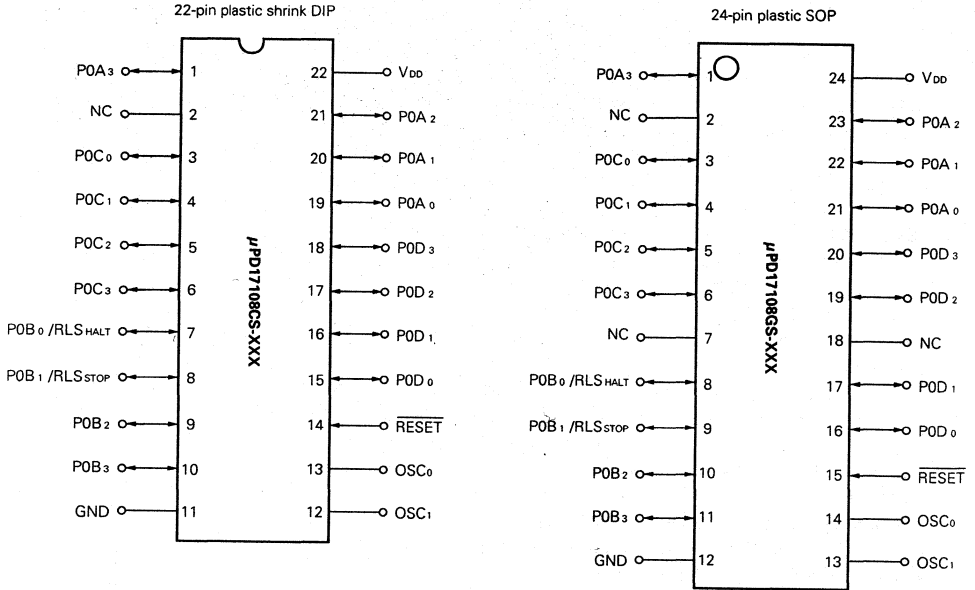 22-pin plastic shrink DIP
P0A3 1 22 VDD
NC 2 21 P0A2
P0C0 3 20 P0A1
P0C1 4 19 P0A0
P0C2 5 18 P0D3
P0C3 6 17 P0D2
P0B0/RLSHALT 7 16 P0D1
P0B1/RLSSTOP 8 15 P0D0
P0B2 9 14 RESET
P0B3 10 13 OSC0
GND 11 12 OSC1
μPD17108CS-XXX
24-pin plastic SOP
P0A3 1 24 VDD
NC 2 23 P0A2
P0C0 3 22 P0A1
P0C1 4 21 P0A0
P0C2 5 20 P0D3
P0C3 6 19 P0D2
NC 7 18 NC
P0B0/RLSHALT 8 17 P0D1
P0B1/RLSSTOP 9 16 P0D0
P0B2 10 15 RESET
P0B3 11 14 OSC0
GND 12 13 OSC1
μPD17108GS-XXX